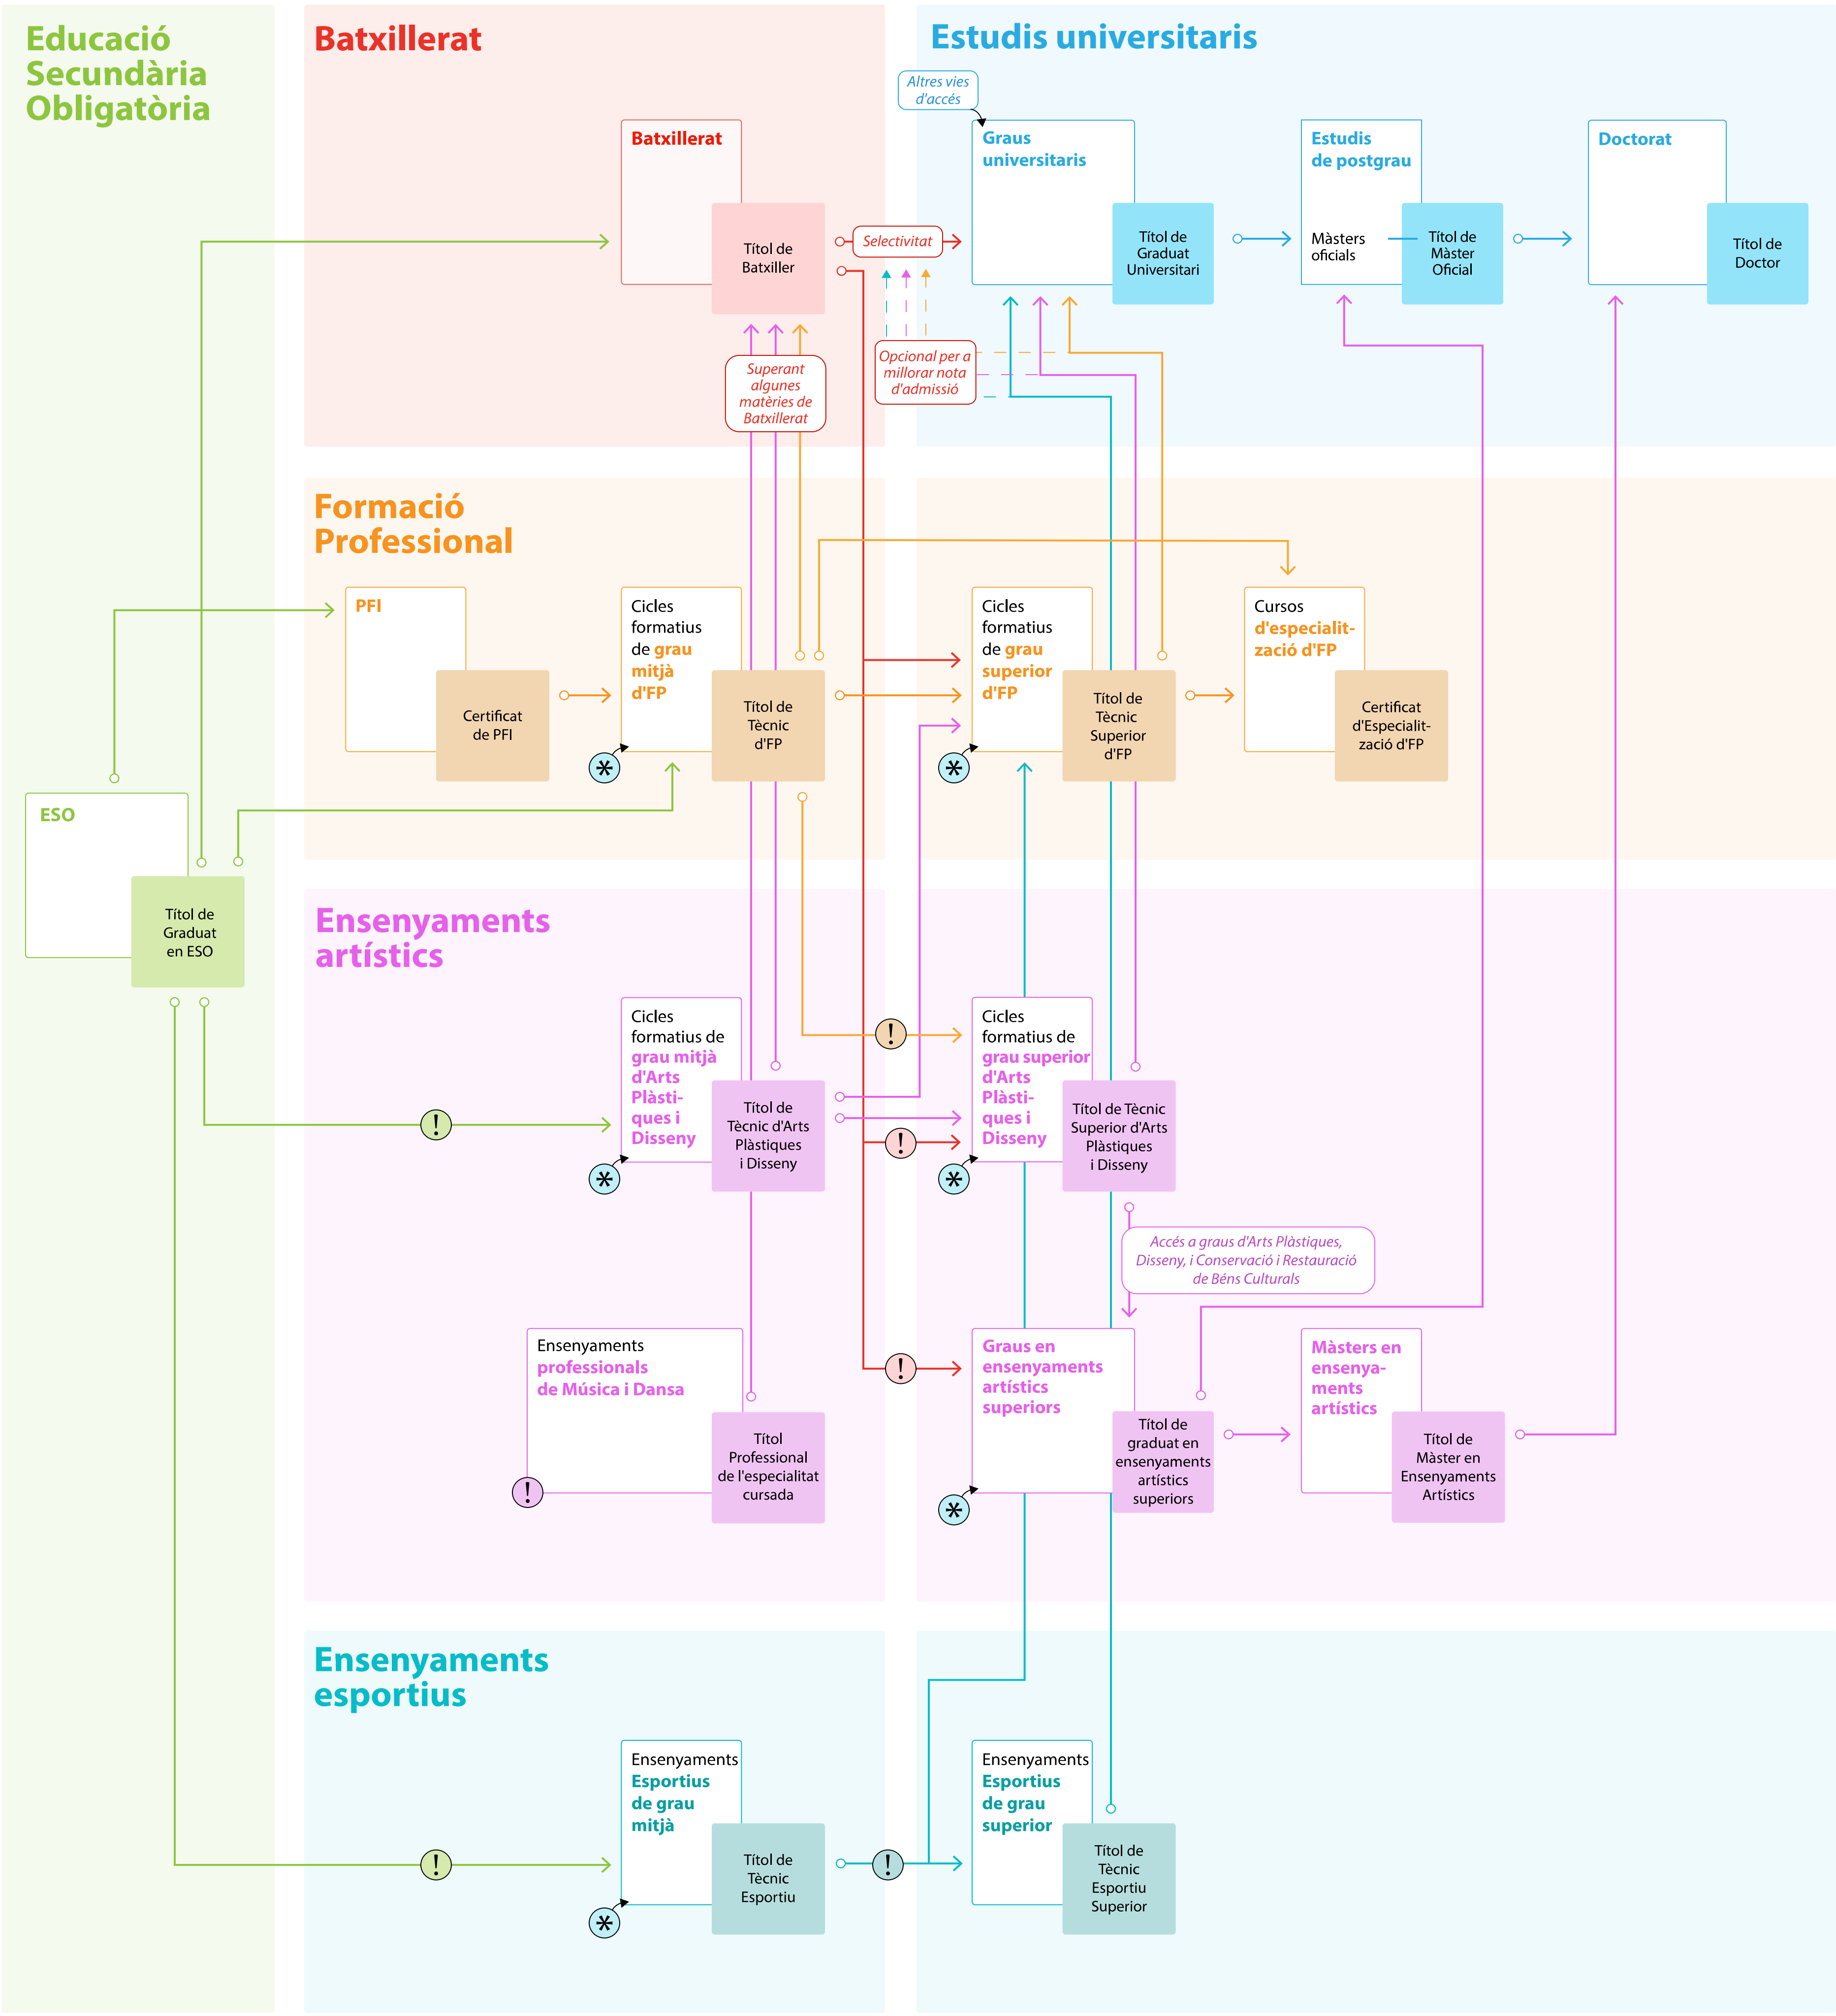 Educació
Secundària
Obligatòria
Batxillerat
Estudis universitaris
Altres vies
d'accés
Batxillerat
Títol de
Batxiller
Selectivitat
Graus
universitaris
Títol de
Graduat
Universitari
Estudis
de postgrau
Màsters
oficials
Títol de
Màster
Oficial
Doctorat
Títol de
Doctor
Superant
algunes
matèries de
Batxillerat
Opcional per a
millorar nota
d'admissió
Formació
Professional
PFI
Certificat
de PFI
Cicles
formatius
de grau
mitjà
d'FP
*
Títol de
Tècnic
d'FP
Cicles
formatius
de grau
superior
d'FP
*
Títol de
Tècnic
Superior
d'FP
Cursos
d'especialit-
zació d'FP
Certificat
d'Especialit-
zació d'FP
ESO
Títol de
Graduat
en ESO
Ensenyaments
artístics
!
!
Cicles
formatius de
grau mitjà
d'Arts
Plàsti-
ques i
Disseny
*
Títol de
Tècnic d'Arts
Plàstiques
i Disseny
!
Cicles
formatius de
grau superior
d'Arts
Plàsti-
ques i
Disseny
*
Títol de Tècnic
Superior d'Arts
Plàstiques
i Disseny
Accés a graus d'Arts Plàstiques,
Disseny, i Conservació i Restauració
de Béns Culturals
Ensenyaments
professionals
de Música i Dansa
!
Títol
Professional
de l'especialitat
cursada
!
Graus en
ensenyaments
artístics
superiors
*
Títol de
graduat en
ensenyaments
artístics
superiors
Màsters en
ensenya-
ments
artístics
Títol de
Màster en
Ensenyaments
Artístics
Ensenyaments
esportius
!
Ensenyaments
Esportius
de grau
mitjà
*
Títol de
Tècnic
Esportiu
!
Ensenyaments
Esportius
de grau
superior
Títol de
Tècnic
Esportiu
Superior